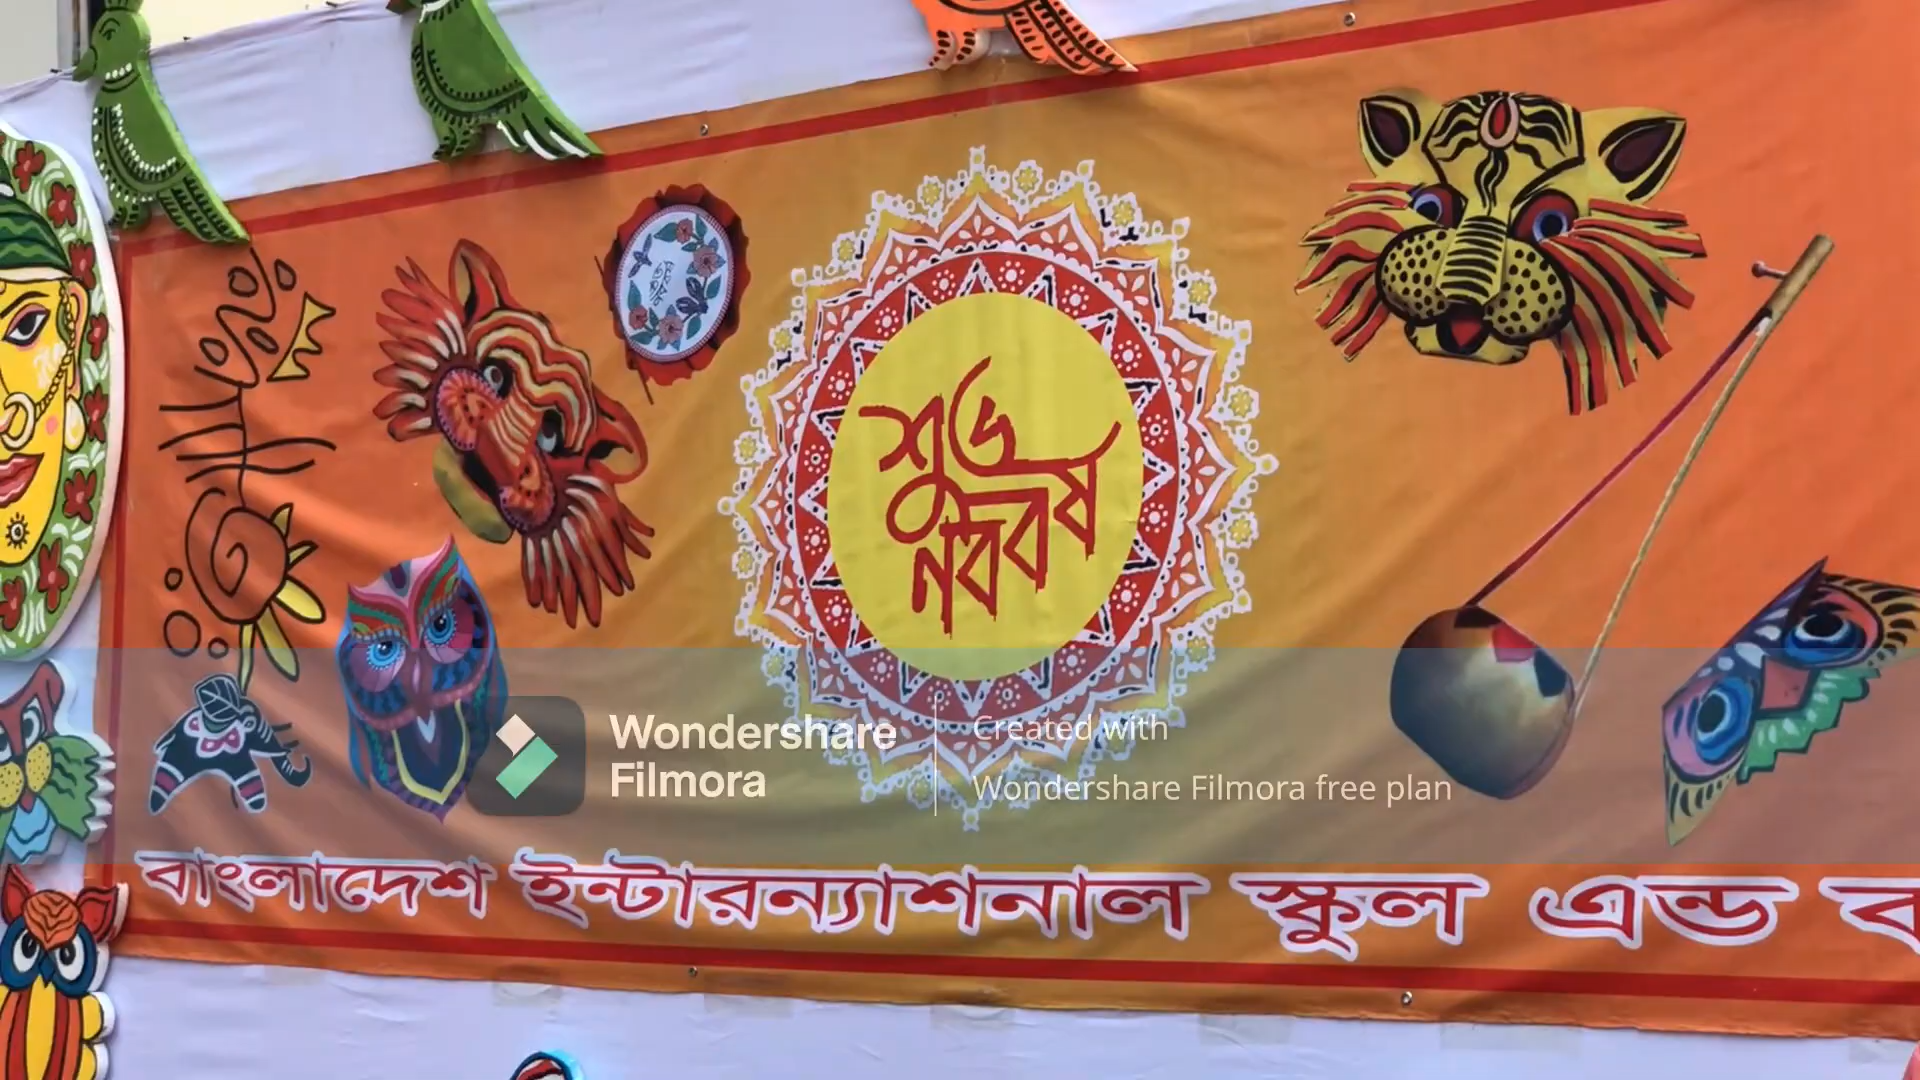 শুভ
নববর্ষ
Wondershare
Filmora
Created with
Wondershare Filmora free plan
বাংলাদেশ ইন্টারন্যাশনাল স্কুল এন্ড ক